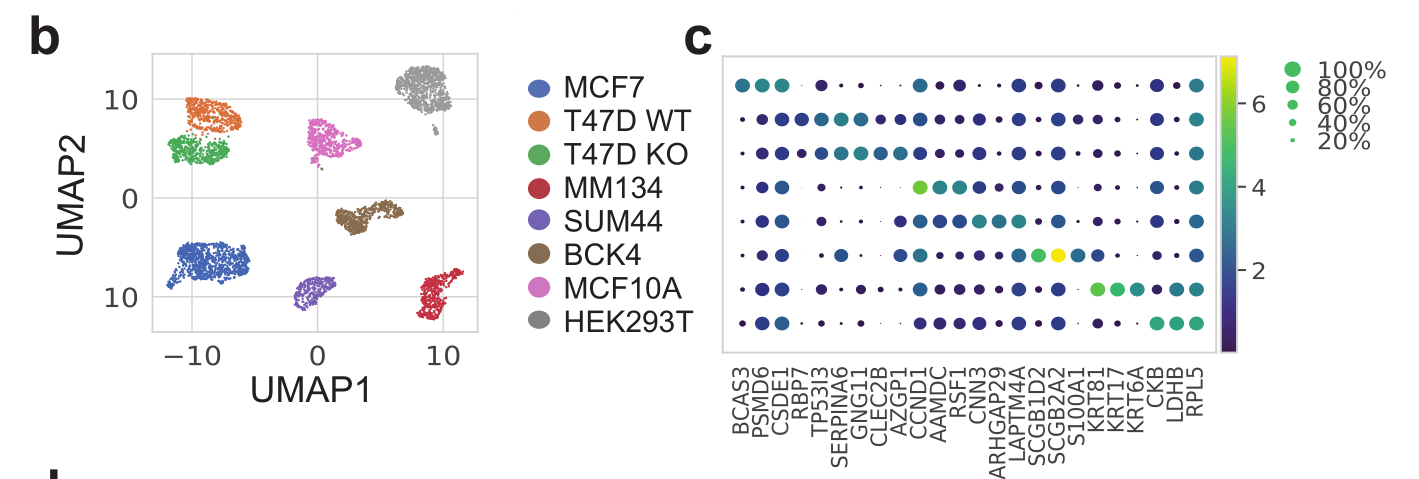 b
10
0
10
UMAP2
−10 0 10
UMAP1
MCF7
T47D WT
T47D KO
MM134
SUM44
BCK4
MCF10A
HEK293T
c
BCAS3
PSMD6
CSDE1
RBP7
TP53I3
SERPINA6
GNG11
CLEC2B
AZGP1
CCND1
AAMDC
RSF1
CNN3
ARHGAP29
LAPTM4A
SCGB1D2
SCGB2A2
S100A1
KRT81
KRT17
KRT6A
CKB
LDHB
RPL5
6
4
2
100%
80%
60%
40%
20%